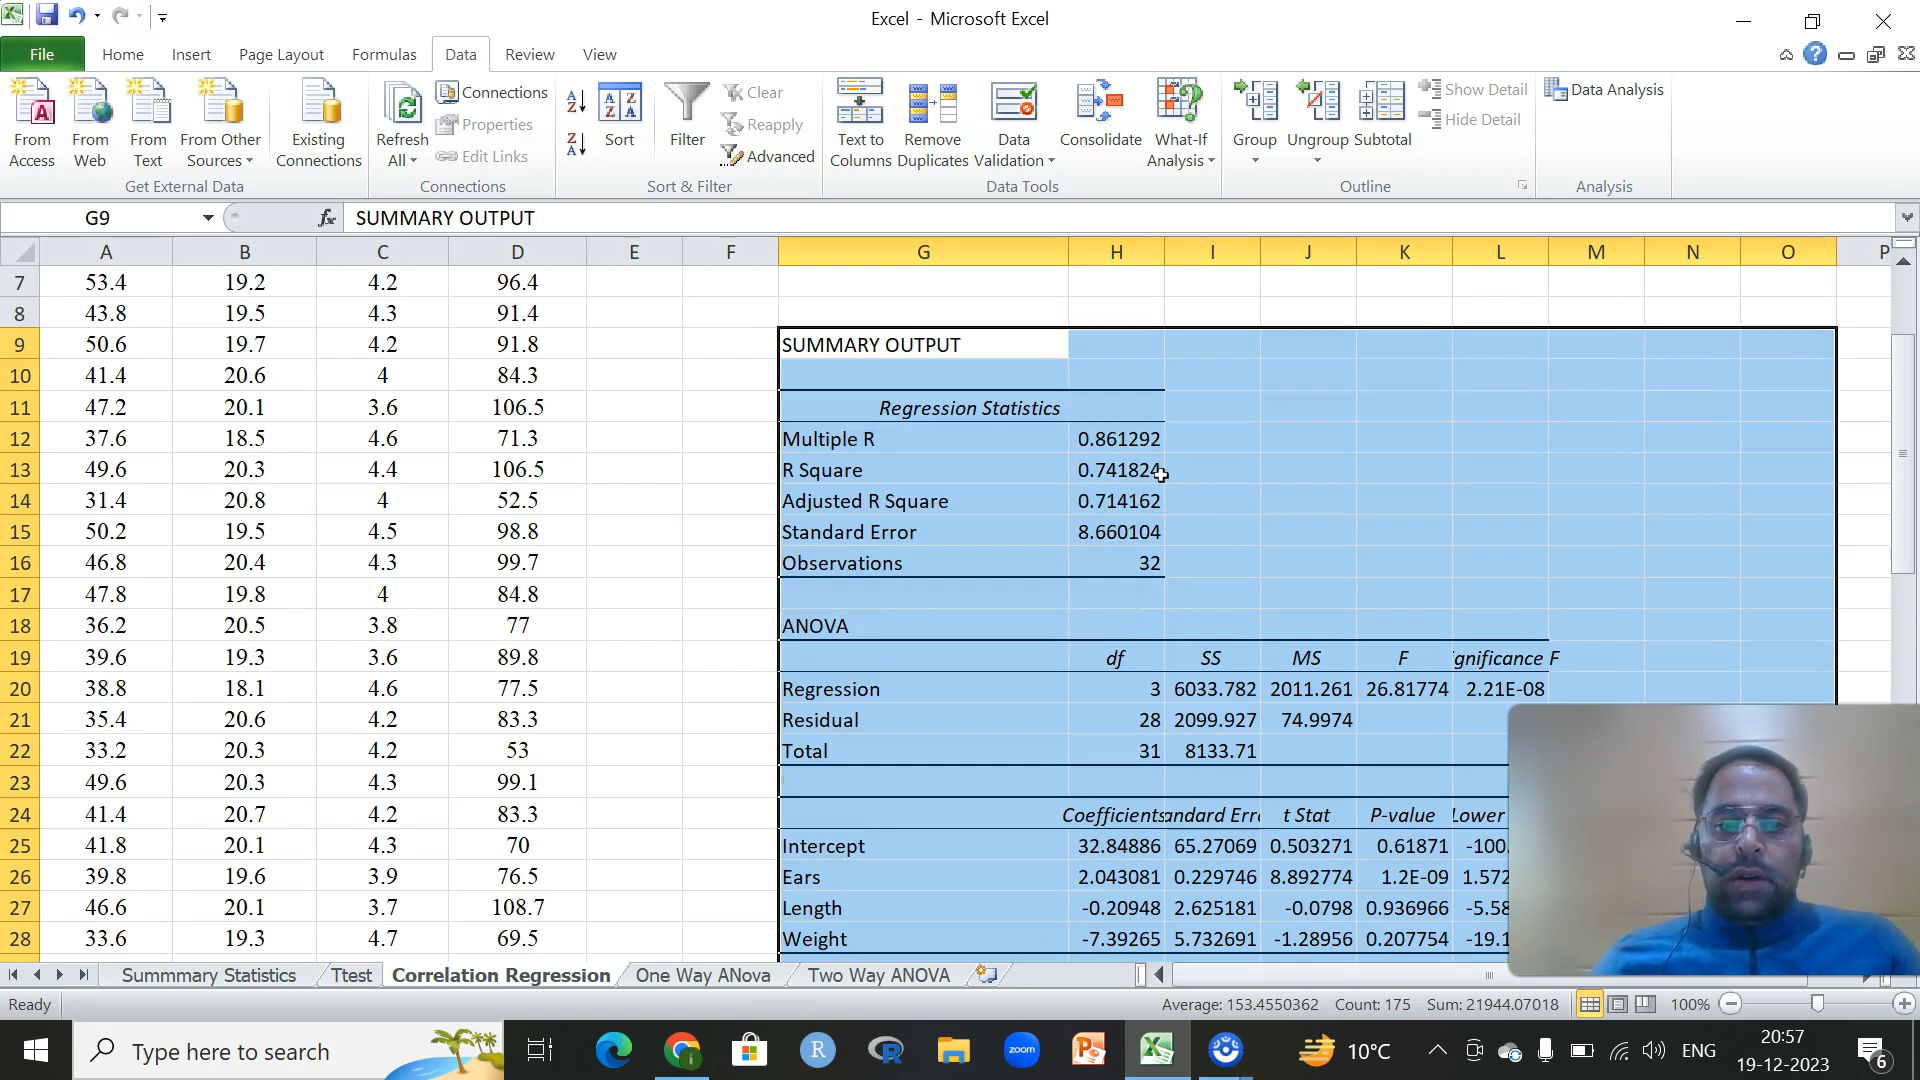 Excel - Microsoft Excel
File Home Insert Page Layout Formulas Data Review View
From Access
From Web
From Text
From Other Sources
Existing Connections
Get External Data
Refresh All
Connections
Properties
Edit Links
Connections
Sort
Filter
Clear
Reapply
Advanced
Sort & Filter
Text to Columns
Remove Duplicates
Data Validation
Consolidate
What-If Analysis
Data Tools
Group
Ungroup
Subtotal
Show Detail
Hide Detail
Outline
Data Analysis
Analysis
G9 fx SUMMARY OUTPUT
A B C D E F G H I J K L M N O P
7 53.4 19.2 4.2 96.4
8 43.8 19.5 4.3 91.4
9 50.6 19.7 4.2 91.8 SUMMARY OUTPUT
10 41.4 20.6 4 84.3
11 47.2 20.1 3.6 106.5 Regression Statistics
12 37.6 18.5 4.6 71.3 Multiple R 0.861292
13 49.6 20.3 4.4 106.5 R Square 0.741824
14 31.4 20.8 4 52.5 Adjusted R Square 0.714162
15 50.2 19.5 4.5 98.8 Standard Error 8.660104
16 46.8 20.4 4.3 99.7 Observations 32
17 47.8 19.8 4 84.8
18 36.2 20.5 3.8 77 ANOVA
19 39.6 19.3 3.6 89.8 df SS MS F gnificance F
20 38.8 18.1 4.6 77.5 Regression 3 6033.782 2011.261 26.81774 2.21E-08
21 35.4 20.6 4.2 83.3 Residual 28 2099.927 74.9974
22 33.2 20.3 4.2 53 Total 31 8133.71
23 49.6 20.3 4.3 99.1
24 41.4 20.7 4.2 83.3 Coefficients andard Erro t Stat P-value Lower
25 41.8 20.1 4.3 70 Intercept 32.84886 65.27069 0.503271 0.61871 -100.
26 39.8 19.6 3.9 76.5 Ears 2.043081 0.229746 8.892774 1.2E-09 1.572
27 46.6 20.1 3.7 108.7 Length -0.20948 2.625181 -0.0798 0.936966 -5.58
28 33.6 19.3 4.7 69.5 Weight -7.39265 5.732691 -1.28956 0.207754 -19.1
Summmary Statistics Ttest Correlation Regression One Way ANova Two Way ANOVA
Ready Average: 153.4550362 Count: 175 Sum: 21944.07018 100%
Type here to search
zoom
10°C
ENG
20:57
19-12-2023
6